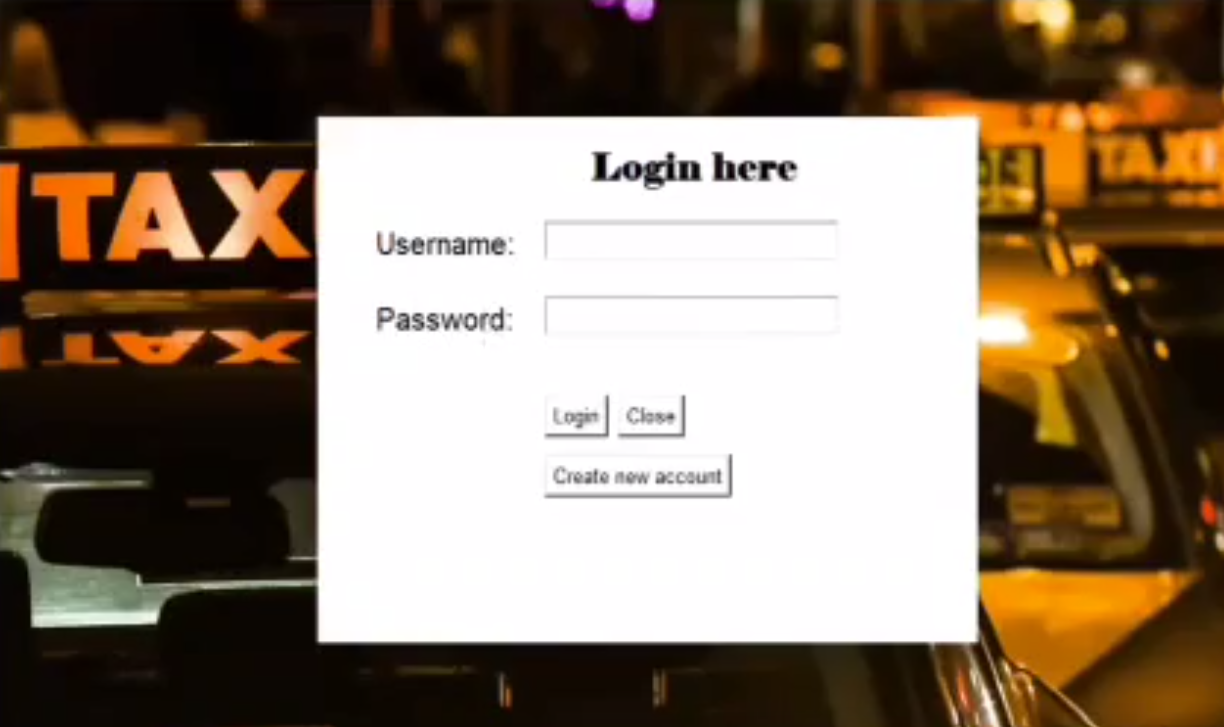 Login here
TAXI
TAXI
Username:
Password:
Login Close
Create new account